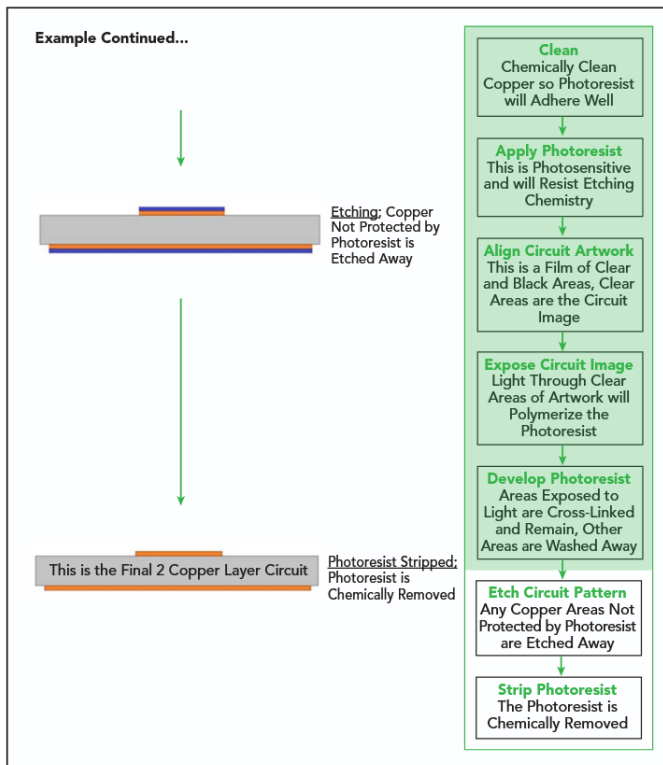 Example Continued...
Etching; Copper
Not Protected by
Photoresist is
Etched Away
This is the Final 2 Copper Layer Circuit
Photoresist Stripped;
Photoresist is
Chemically Removed
Clean
Chemically Clean
Copper so Photoresist
will Adhere Well
Apply Photoresist
This is Photosensitive
and will Resist Etching
Chemistry
Align Circuit Artwork
This is a Film of Clear
and Black Areas, Clear
Areas are the Circuit
Image
Expose Circuit Image
Light Through Clear
Areas of Artwork will
Polymerize the
Photoresist
Develop Photoresist
Areas Exposed to
Light are Cross-Linked
and Remain, Other
Areas are Washed Away
Etch Circuit Pattern
Any Copper Areas Not
Protected by Photoresist
are Etched Away
Strip Photoresist
The Photoresist is
Chemically Removed